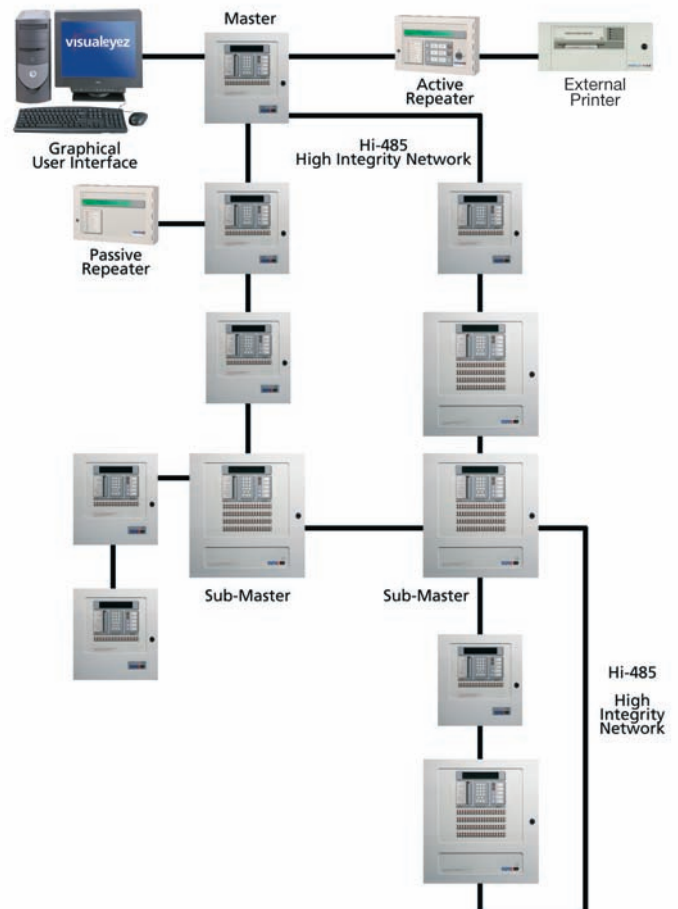 Master
visualeyez
Active
Repeater
External
Printer
Graphical
User Interface
Hi-485
High Integrity Network
Passive
Repeater
Sub-Master
Sub-Master
Hi-485
High
Integrity
Network